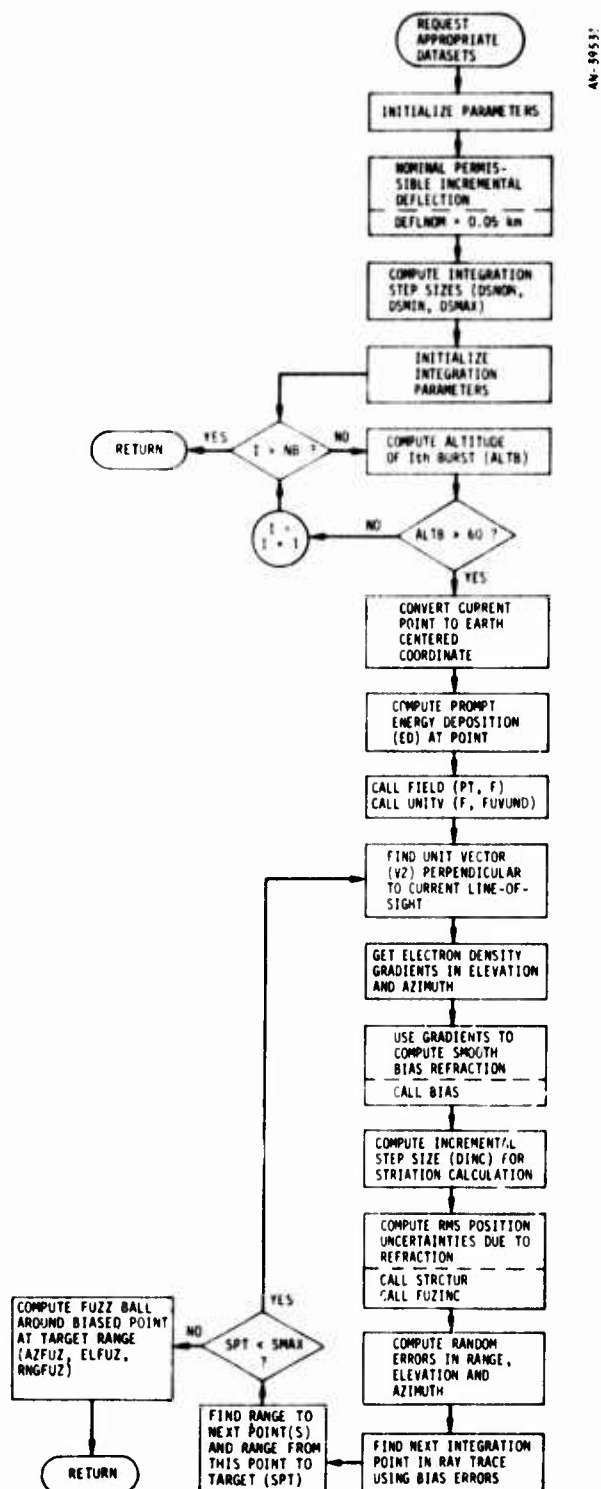 REQUEST
APPROPRIATE
DATASETS
INITIALIZE PARAMETERS
NOMINAL PERMIS-
SIBLE INCREMENTAL
DEFLECTION
DEFLNOM = 0.05 km
COMPUTE INTEGRATION
STEP SIZES (DSNOM,
DSMIN, DSMAX)
INITIALIZE
INTEGRATION
PARAMETERS
RETURN
YES
I > NB ?
NO
COMPUTE ALTITUDE
OF Ith BURST (ALTB)
I =
I + 1
NO
ALTB > 60 ?
YES
CONVERT CURRENT
POINT TO EARTH
CENTERED
COORDINATE
COMPUTE PROMPT
ENERGY DEPOSITION
(ED) AT POINT
CALL FIELD (PT, F)
CALL UNITV (F, FUVUND)
FIND UNIT VECTOR
(V2) PERPENDICULAR
TO CURRENT LINE-OF-
SIGHT
GET ELECTRON DENSITY
GRADIENTS IN ELEVATION
AND AZIMUTH
USE GRADIENTS TO
COMPUTE SMOOTH
BIAS REFRACTION
CALL BIAS
COMPUTE INCREMENTAL
STEP SIZE (DINC) FOR
STRIATION CALCULATION
COMPUTE RMS POSITION
UNCERTAINTIES DUE TO
REFRACTION
CALL STRCTUR
CALL FUZINC
COMPUTE RANDOM
ERRORS IN RANGE,
ELEVATION AND
AZIMUTH
FIND NEXT INTEGRATION
POINT IN RAY TRACE
USING BIAS ERRORS
FIND RANGE TO
NEXT POINT(S)
AND RANGE FROM
THIS POINT TO
TARGET (SPT)
YES
SPT < SMAX
?
NO
COMPUTE FUZZ BALL
AROUND BIASED POINT
AT TARGET RANGE
(AZFUZ, ELFUZ,
RNGFUZ)
RETURN